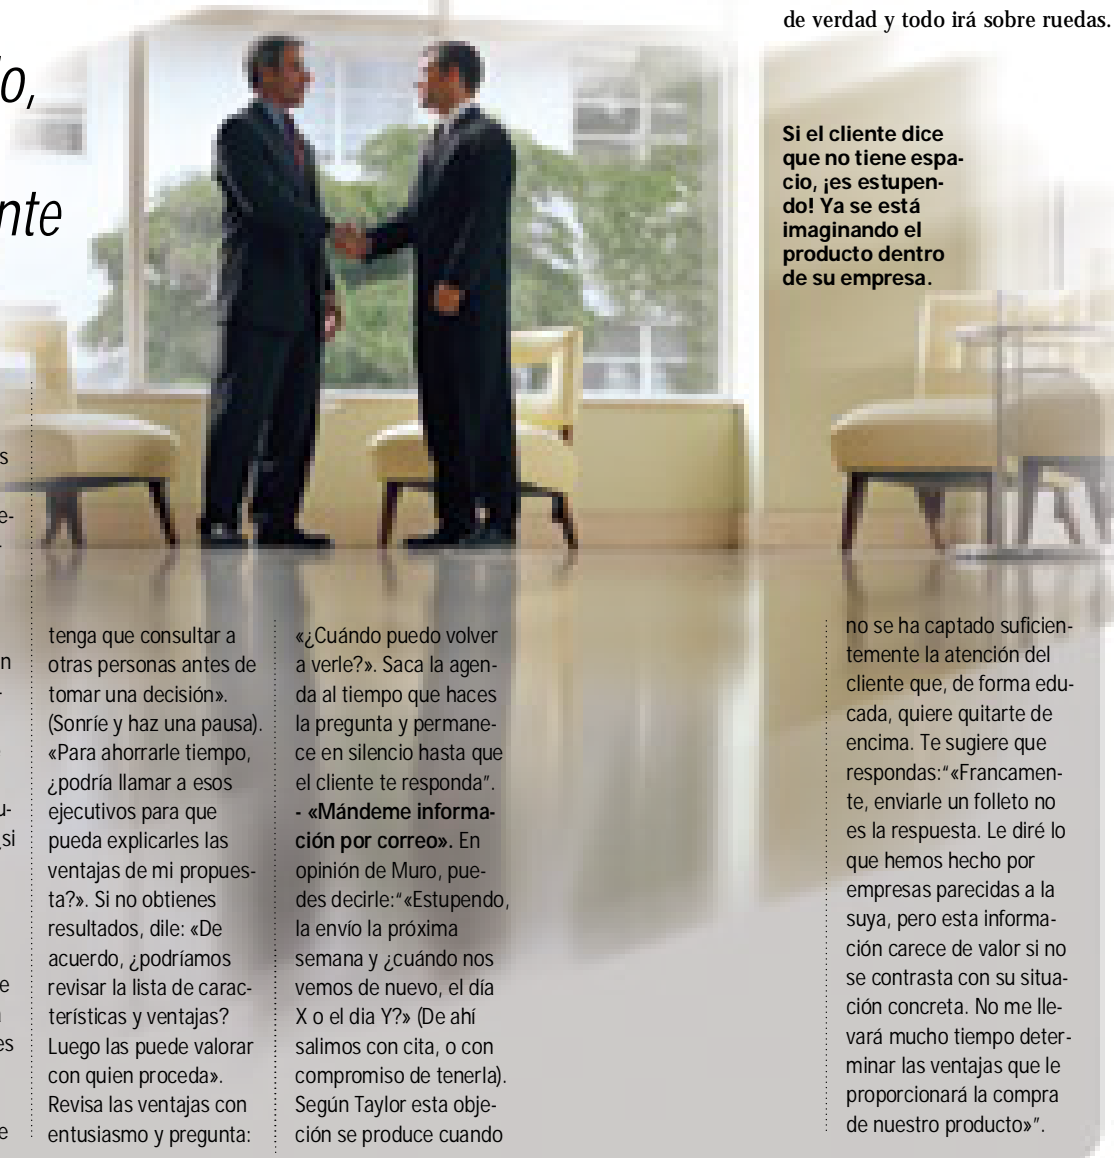 de verdad y todo irá sobre ruedas.
Si el cliente dice
que no tiene espa-
cio, ¡es estupen-
do! Ya se está
imaginando el
producto dentro
de su empresa.
tenga que consultar a
otras personas antes de
tomar una decisión».
(Sonríe y haz una pausa).
«Para ahorrarle tiempo,
¿podría llamar a esos
ejecutivos para que
pueda explicarles las
ventajas de mi propues-
ta?». Si no obtienes
resultados, dile: «De
acuerdo, ¿podríamos
revisar la lista de carac-
terísticas y ventajas?
Luego las puede valorar
con quien proceda».
Revisa las ventajas con
entusiasmo y pregunta:
«¿Cuándo puedo volver
a verle?». Saca la agen-
da al tiempo que haces
la pregunta y permane-
ce en silencio hasta que
el cliente te responda”.
- «Mándeme informa-
ción por correo». En
opinión de Muro, pue-
des decirle:“«Estupendo,
la envío la próxima
semana y ¿cuándo nos
vemos de nuevo, el día
X o el dia Y?» (De ahí
salimos con cita, o con
compromiso de tenerla).
Según Taylor esta obje-
ción se produce cuando
no se ha captado suficien-
temente la atención del
cliente que, de forma edu-
cada, quiere quitarte de
encima. Te sugiere que
respondas:“«Francamen-
te, enviarle un folleto no
es la respuesta. Le diré lo
que hemos hecho por
empresas parecidas a la
suya, pero esta informa-
ción carece de valor si no
se contrasta con su situa-
ción concreta. No me lle-
vará mucho tiempo deter-
minar las ventajas que le
proporcionará la compra
de nuestro producto»”.